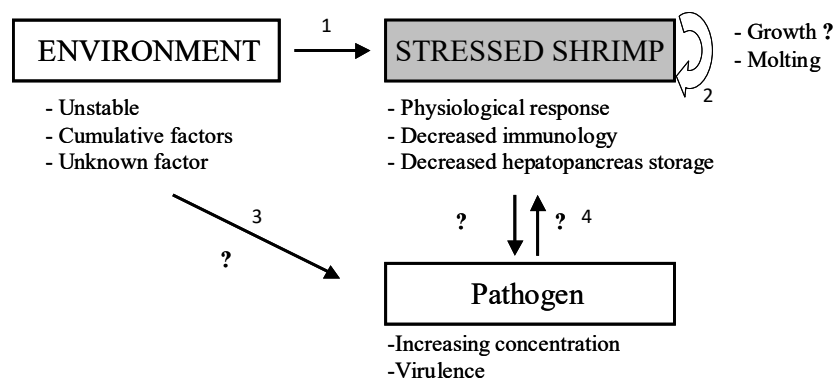 1
ENVIRONMENT
STRESSED SHRIMP
- Growth ?
- Molting
2
- Unstable
- Cumulative factors
- Unknown factor
- Physiological response
- Decreased immunology
- Decreased hepatopancreas storage
3
?
? ? 4
Pathogen
-Increasing concentration
-Virulence